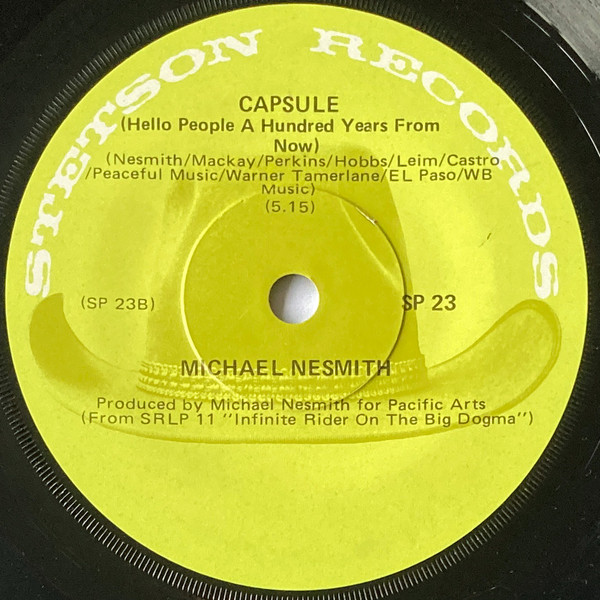 STETSON RECORDS
CAPSULE
(Hello People A Hundred Years From
Now)
(Nesmith/Mackay/Perkins/Hobbs/Leim/Castro
/Peaceful Music/Warner Tamerlane/EL Paso/WB
Music)
(5.15)
(SP 23B)
SP 23
MICHAEL NESMITH
Produced by Michael Nesmith for Pacific Arts
(From SRLP 11 "Infinite Rider On The Big Dogma")